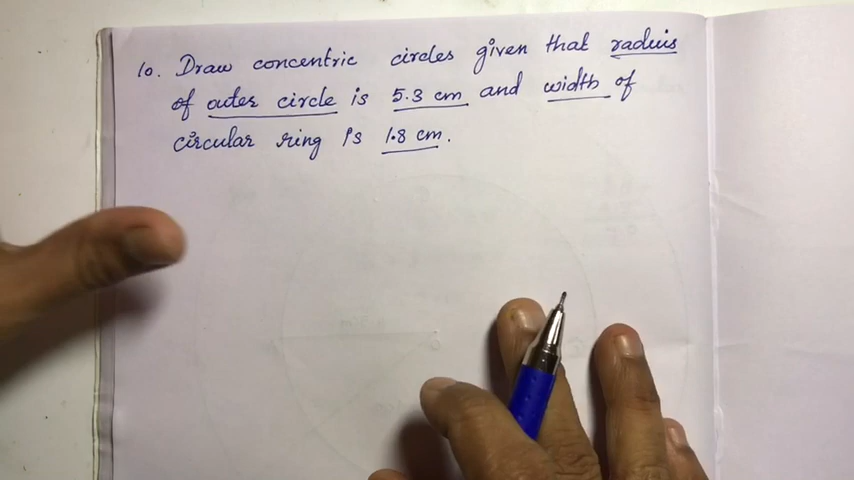 10. Draw concentric circles given that radius
of outer circle is 5.3 cm and width of
circular ring is 1.8 cm.